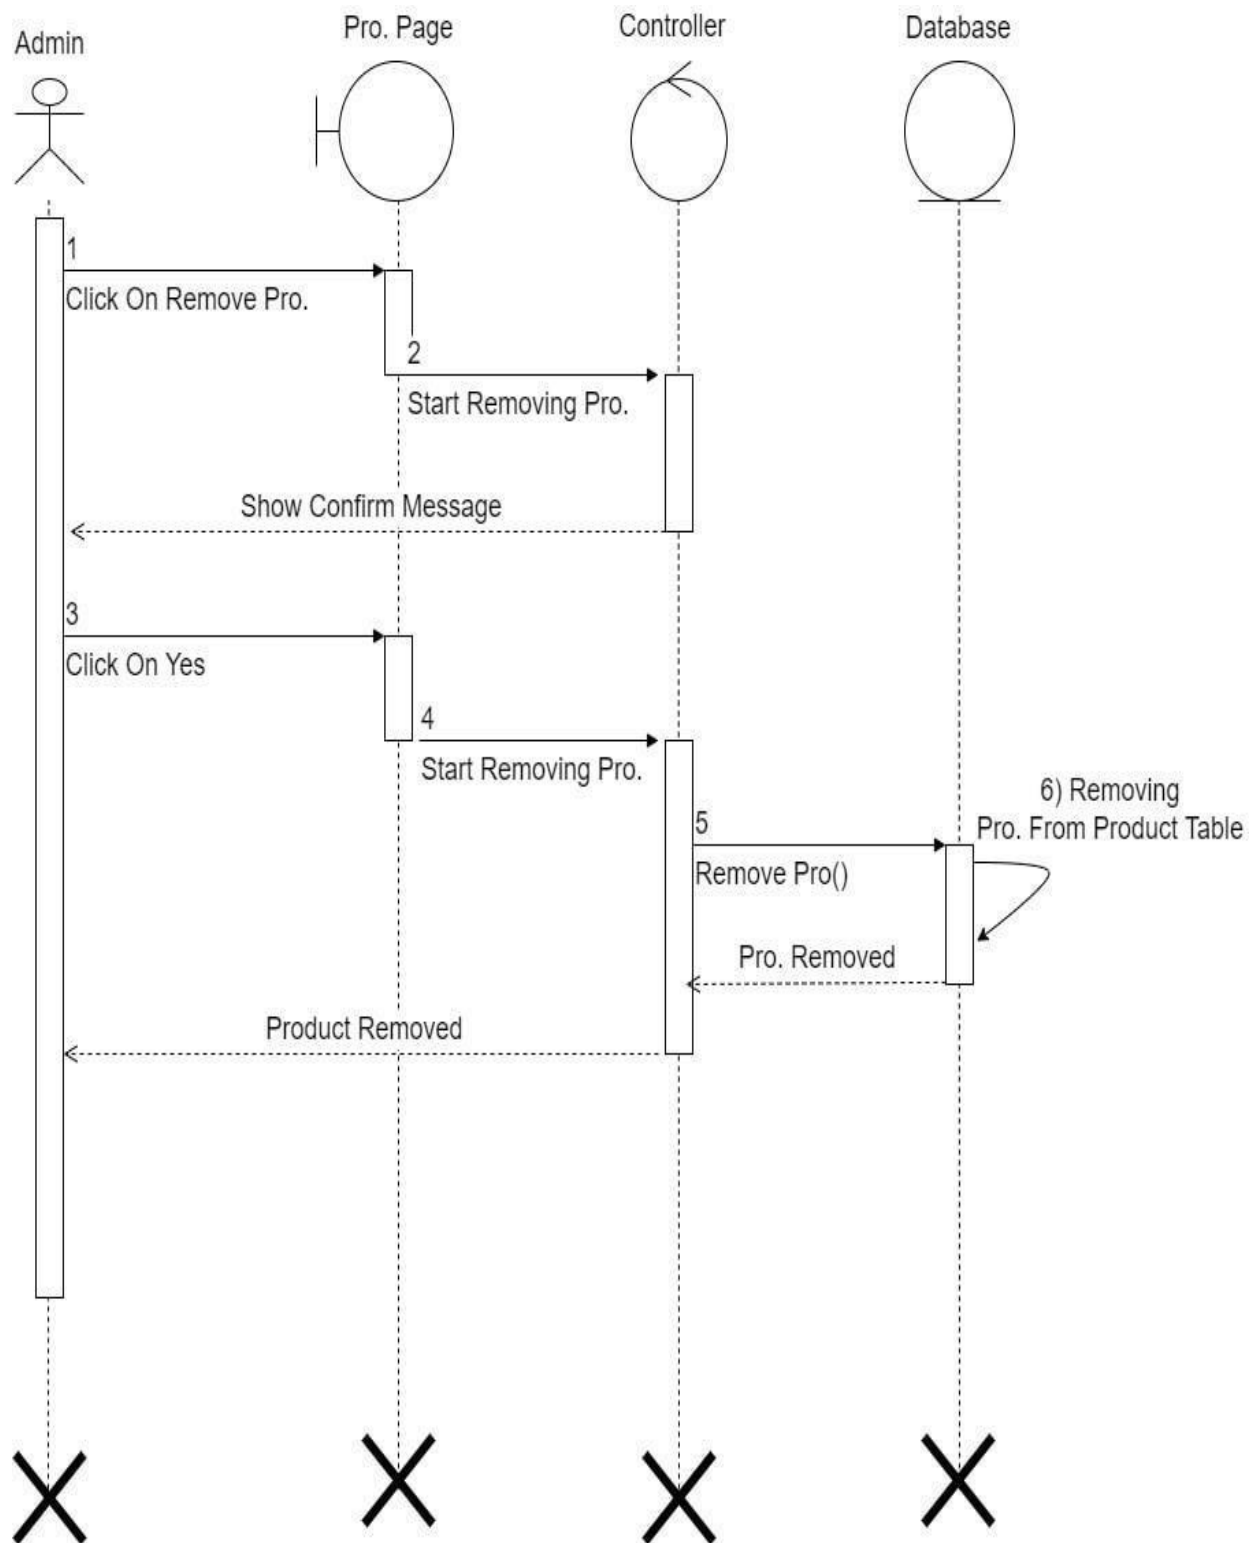 Admin
Pro. Page
Controller
Database
1
Click On Remove Pro.
2
Start Removing Pro.
Show Confirm Message
3
Click On Yes
4
Start Removing Pro.
6) Removing
Pro. From Product Table
5
Remove Pro()
Pro. Removed
Product Removed